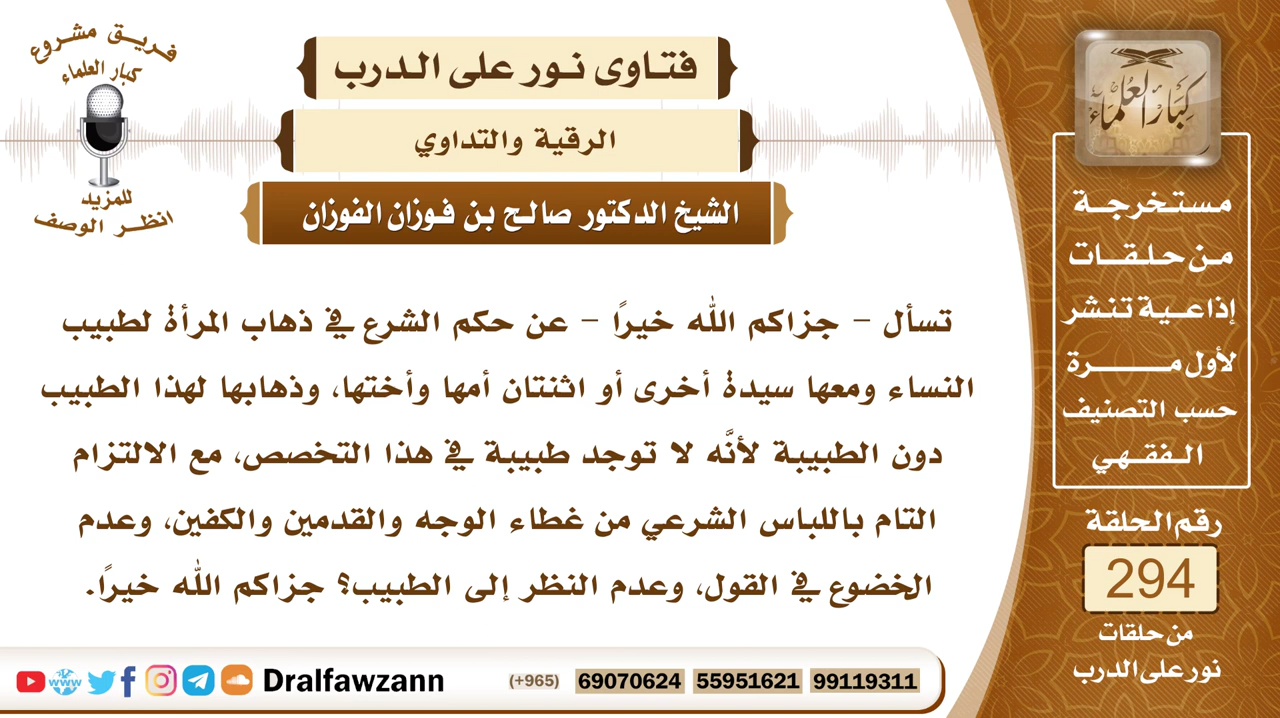 فريق مشروع
كبار العلماء
للمزيد
انظر الوصف
فتاوى نور على الدرب
الرقية والتداوي
الشيخ الدكتور صالح بن فوزان الفوزان
تسأل - جزاكم الله خيرًا - عن حكم الشرع في ذهاب المرأة لطبيب
النساء ومعها سيدة أخرى أو اثنتان أمها وأختها، وذهابها لهذا الطبيب
دون الطبيبة لأنَّه لا توجد طبيبة في هذا التخصص، مع الالتزام
التام باللباس الشرعي من غطاء الوجه والقدمين والكفين، وعدم
الخضوع في القول، وعدم النظر إلى الطبيب؟ جزاكم الله خيرًا.
كبار العلماء
مستخرجة
من حلقات
إذاعية تنشر
لأول مرة
حسب التصنيف
الفقهي
رقم الحلقة
294
من حلقات
نور على الدرب
www Dralfawzann (+965) 69070624 55951621 99119311